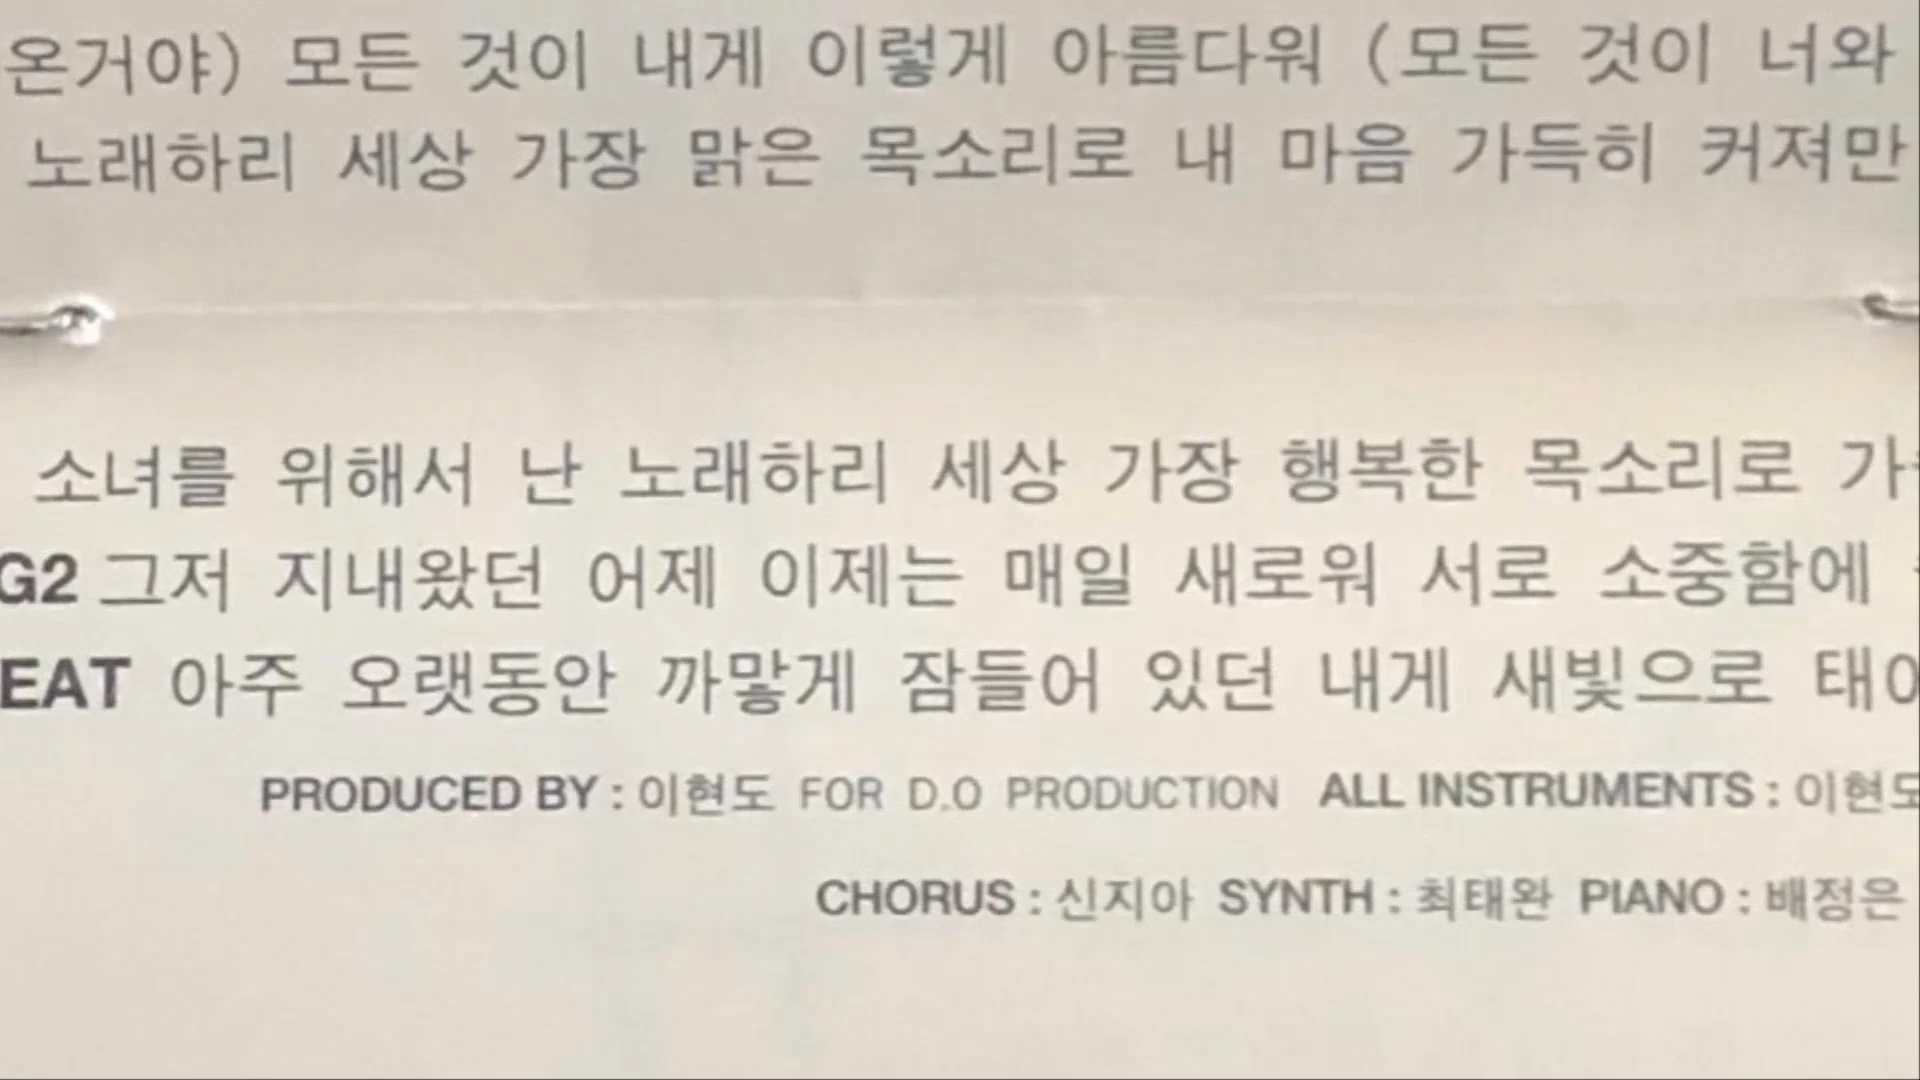 온거야) 모든 것이 내게 이렇게 아름다워 (모든 것이 너와
노래하리 세상 가장 맑은 목소리로 내 마음 가득히 커져만
소녀를 위해서 난 노래하리 세상 가장 행복한 목소리로
G2 그저 지내왔던 어제 이제는 매일 새로워 서로 소중함에
EAT 아주 오랫동안 까맣게 잠들어 있던 내게 새빛으로
PRODUCED BY : 이현도 FOR D.O PRODUCTION ALL INSTRUMENTS : 이현도
CHORUS : 신지아 SYNTH : 최태완 PIANO : 배정은